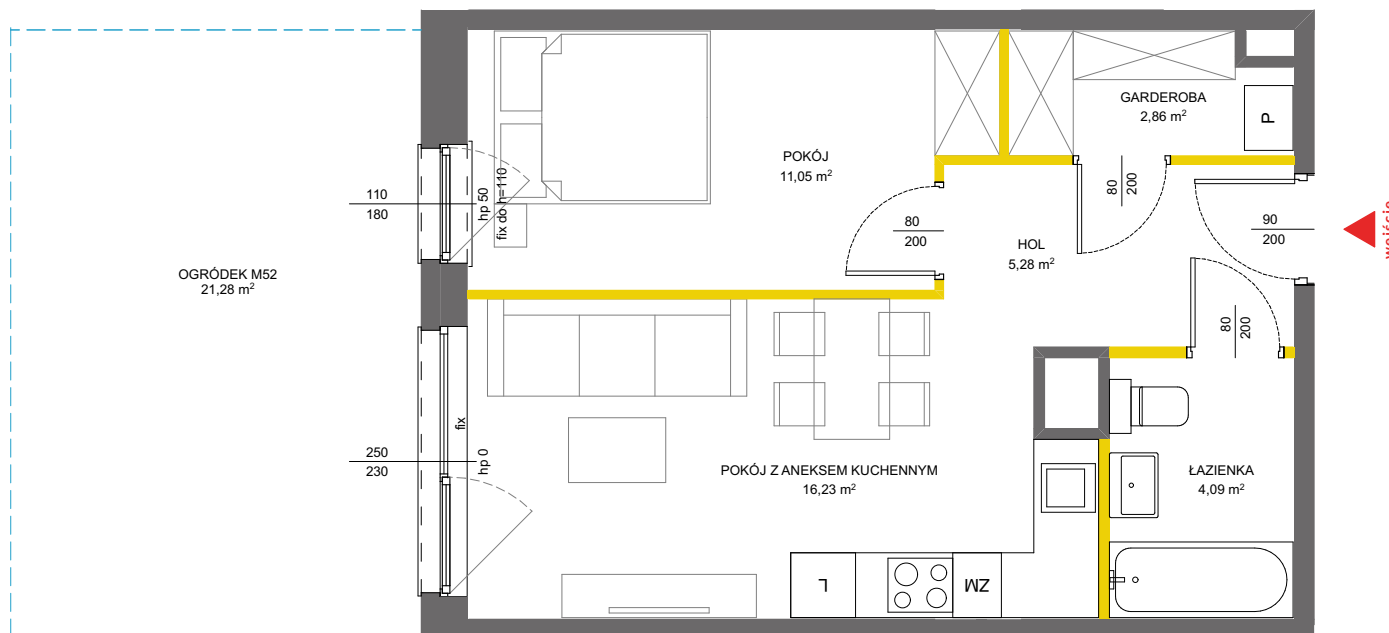 GARDEROBA
2,86 m²
P
POKÓJ
11,05 m²
80
200
110
180
hp 50
fix do h=110
80
200
90
200
wejście
HOL
5,28 m²
OGRÓDEK M52
21,28 m²
80
200
fix
250
230
hp 0
POKÓJ Z ANEKSEM KUCHENNYM
16,23 m²
ŁAZIENKA
4,09 m²
L
ZM